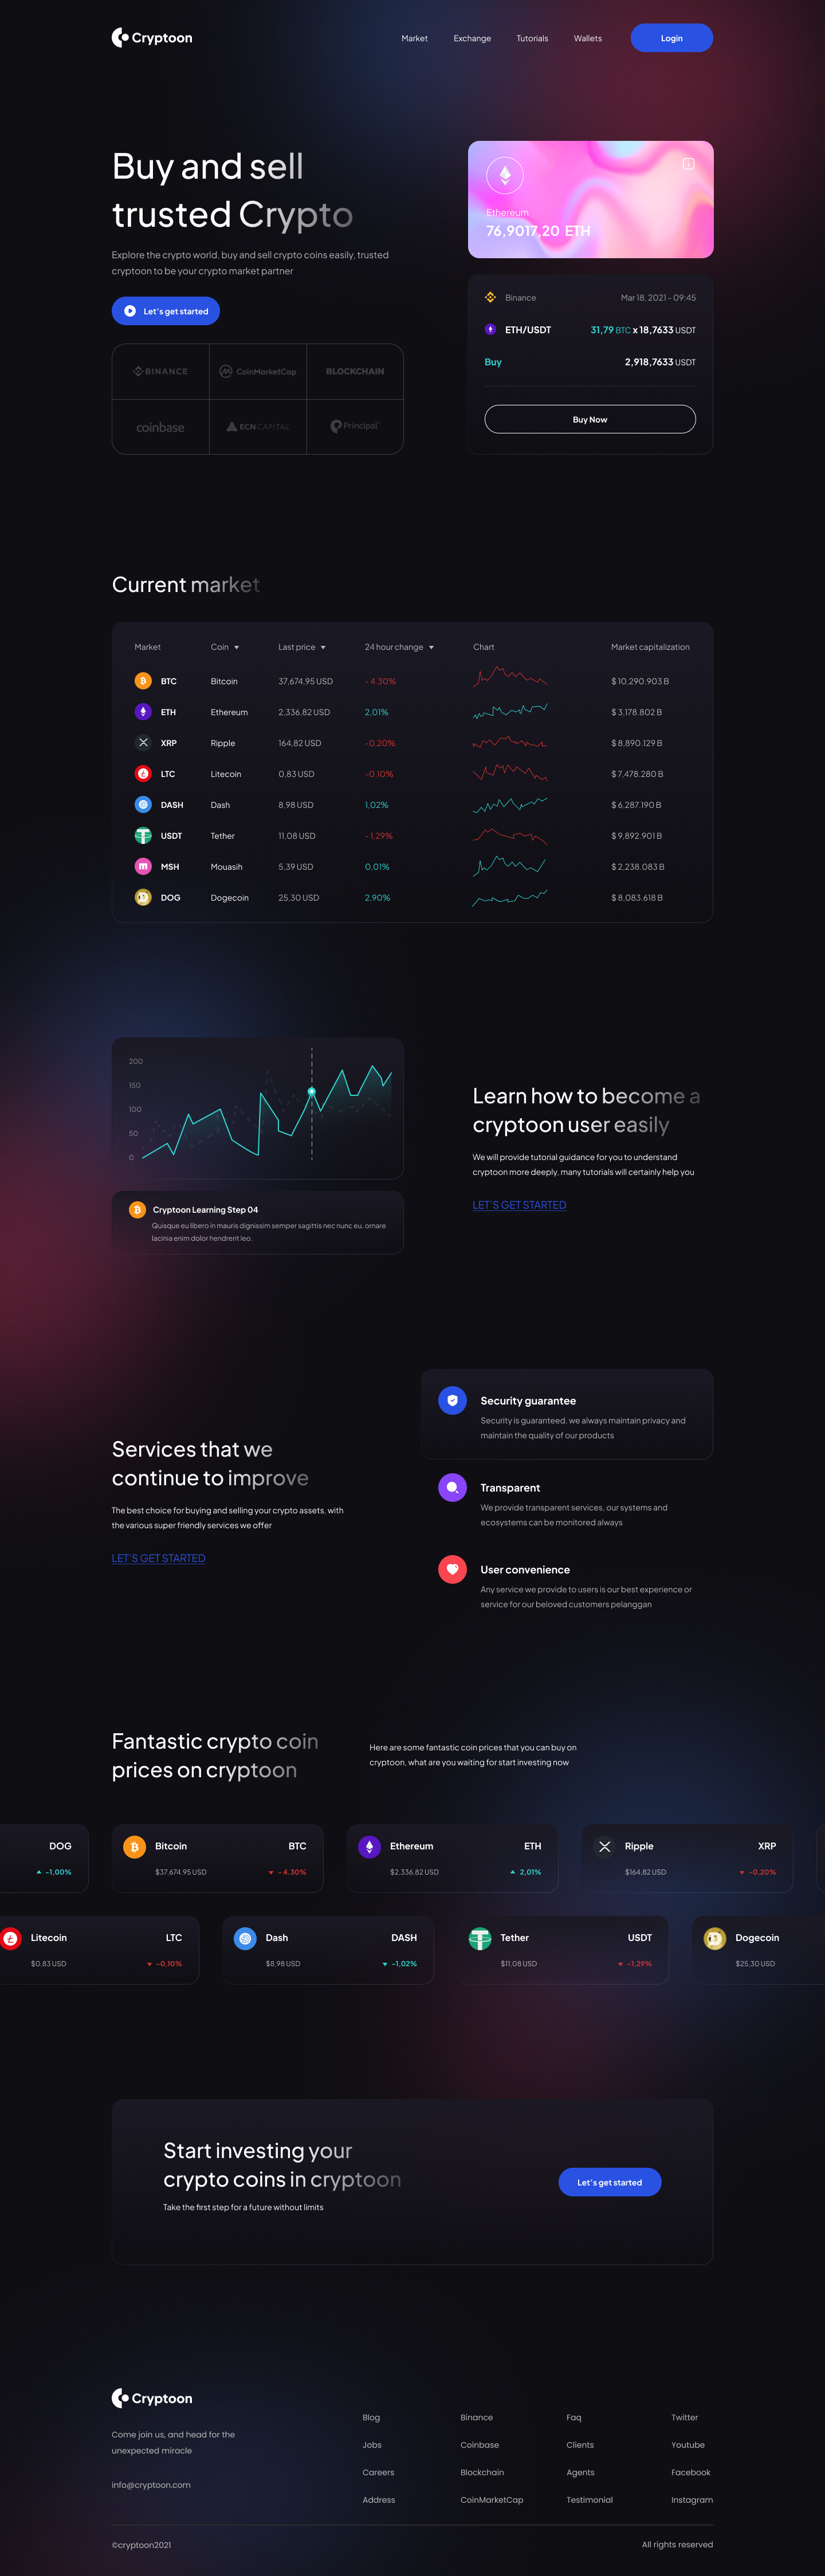 Cryptoon
Market
Exchange
Tutorials
Wallets
Login
Buy and sell
trusted Crypto
Explore the crypto world, buy and sell crypto coins easily, trusted
cryptoon to be your crypto market partner
Let's get started
BINANCE
CoinMarketCap
BLOCKCHAIN
coinbase
ECN CAPITAL
Principal
Ethereum
76,9017.20 ETH
Binance
Mar 18, 2021 - 09:45
ETH/USDT
31,79 BTC x 18,7633 USDT
Buy
2,918,7633 USDT
Buy Now
Current market
Market Coin Last price 24 hour change Chart Market capitalization
BTC Bitcoin 37,674,95 USD - 4.30% $ 10,290.903 B
ETH Ethereum 2,336,82 USD 2,01% $ 3,178.802 B
XRP Ripple 164,82 USD -0,20% $ 8,890.129 B
LTC Litecoin 0,83 USD -0,10% $ 7,478.280 B
DASH Dash 8,98 USD 1,02% $ 6,287.190 B
USDT Tether 11,08 USD - 1,29% $ 9,892.901 B
MSH Mouasih 5,39 USD 0,01% $ 2,238.083 B
DOG Dogecoin 25,30 USD 2,90% $ 8,083.618 B
200
150
100
50
0
Cryptoon Learning Step 04
Quisque eu libero in mauris dignissim semper sagittis nec nunc eu, ornare
lacinia enim dolor hendrerit leo.
Learn how to become a
cryptoon user easily
We will provide tutorial guidance for you to understand
cryptoon more deeply, many tutorials will certainly help you
LET'S GET STARTED
Services that we
continue to improve
The best choice for buying and selling your crypto assets, with
the various super friendly services we offer
LET'S GET STARTED
Security guarantee
Security is guaranteed, we always maintain privacy and
maintain the quality of our products
Transparent
We provide transparent services, our systems and
ecosystems can be monitored always
User convenience
Any service we provide to users is our best experience or
service for our beloved customers pelanggan
Fantastic crypto coin
prices on cryptoon
Here are some fantastic coin prices that you can buy on
cryptoon, what are you waiting for start investing now
DOG
-1,00%
Bitcoin BTC
$37.674.95 USD - 4.30%
Ethereum ETH
$2,336,82 USD 2,01%
Ripple XRP
$164,82 USD -0,20%
Litecoin LTC
$0,83 USD -0,10%
Dash DASH
$8,98 USD -1,02%
Tether USDT
$11,08 USD -1,29%
Dogecoin
$25,30 USD
Start investing your
crypto coins in cryptoon
Take the first step for a future without limits
Let's get started
Cryptoon
Come join us, and head for the
unexpected miracle
info@cryptoon.com
Blog
Jobs
Careers
Address
Binance
Coinbase
Blockchain
CoinMarketCap
Faq
Clients
Agents
Testimonial
Twitter
Youtube
Facebook
Instagram
©cryptoon2021
All rights reserved